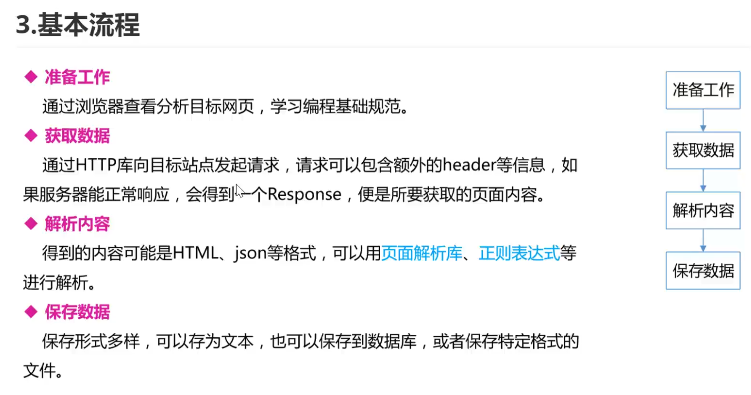 3.基本流程
准备工作
通过浏览器查看分析目标网页，学习编程基础规范。
获取数据
通过HTTP库向目标站点发起请求，请求可以包含额外的header等信息，如
果服务器能正常响应，会得到一个Response，便是所要获取的页面内容。
解析内容
得到的内容可能是HTML、json等格式，可以用页面解析库、正则表达式等
进行解析。
保存数据
保存形式多样，可以存为文本，也可以保存到数据库，或者保存特定格式的
文件。
准备工作
获取数据
解析内容
保存数据